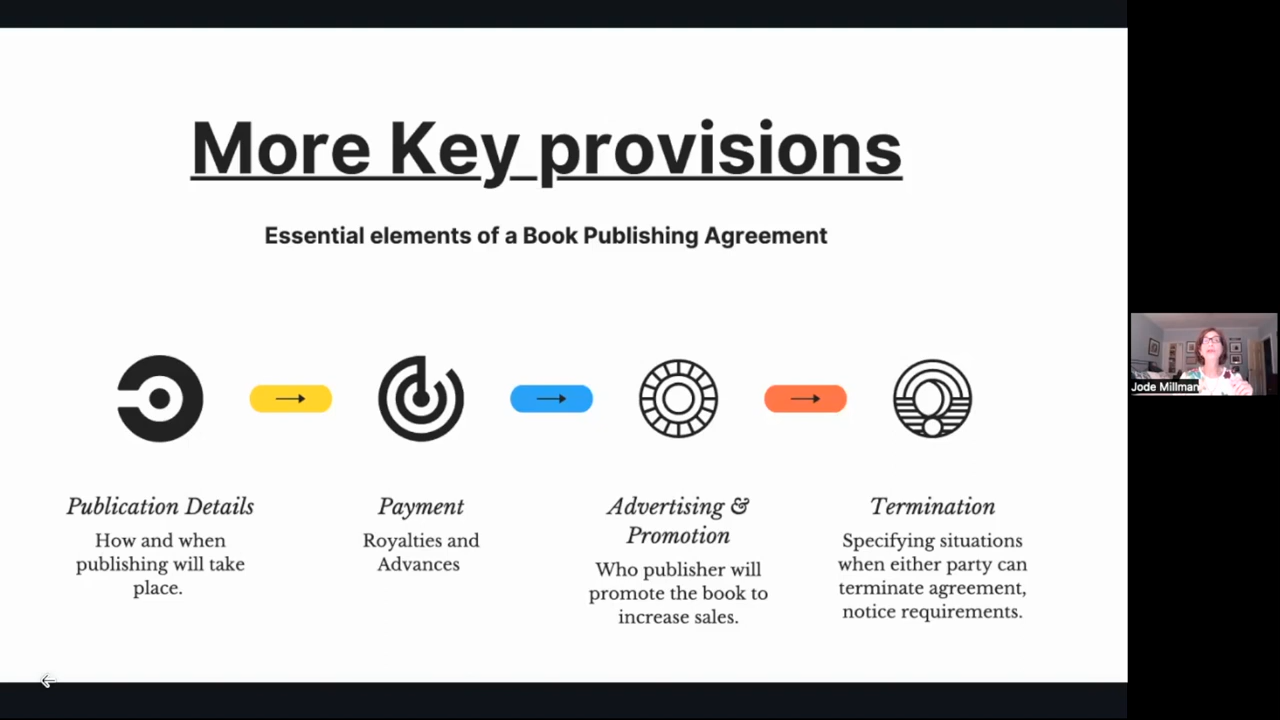 More Key provisions
Essential elements of a Book Publishing Agreement
Publication Details
How and when
publishing will take
place.
Payment
Royalties and
Advances
Advertising &
Promotion
Who publisher will
promote the book to
increase sales.
Termination
Specifying situations
when either party can
terminate agreement,
notice requirements.
Jode Millman